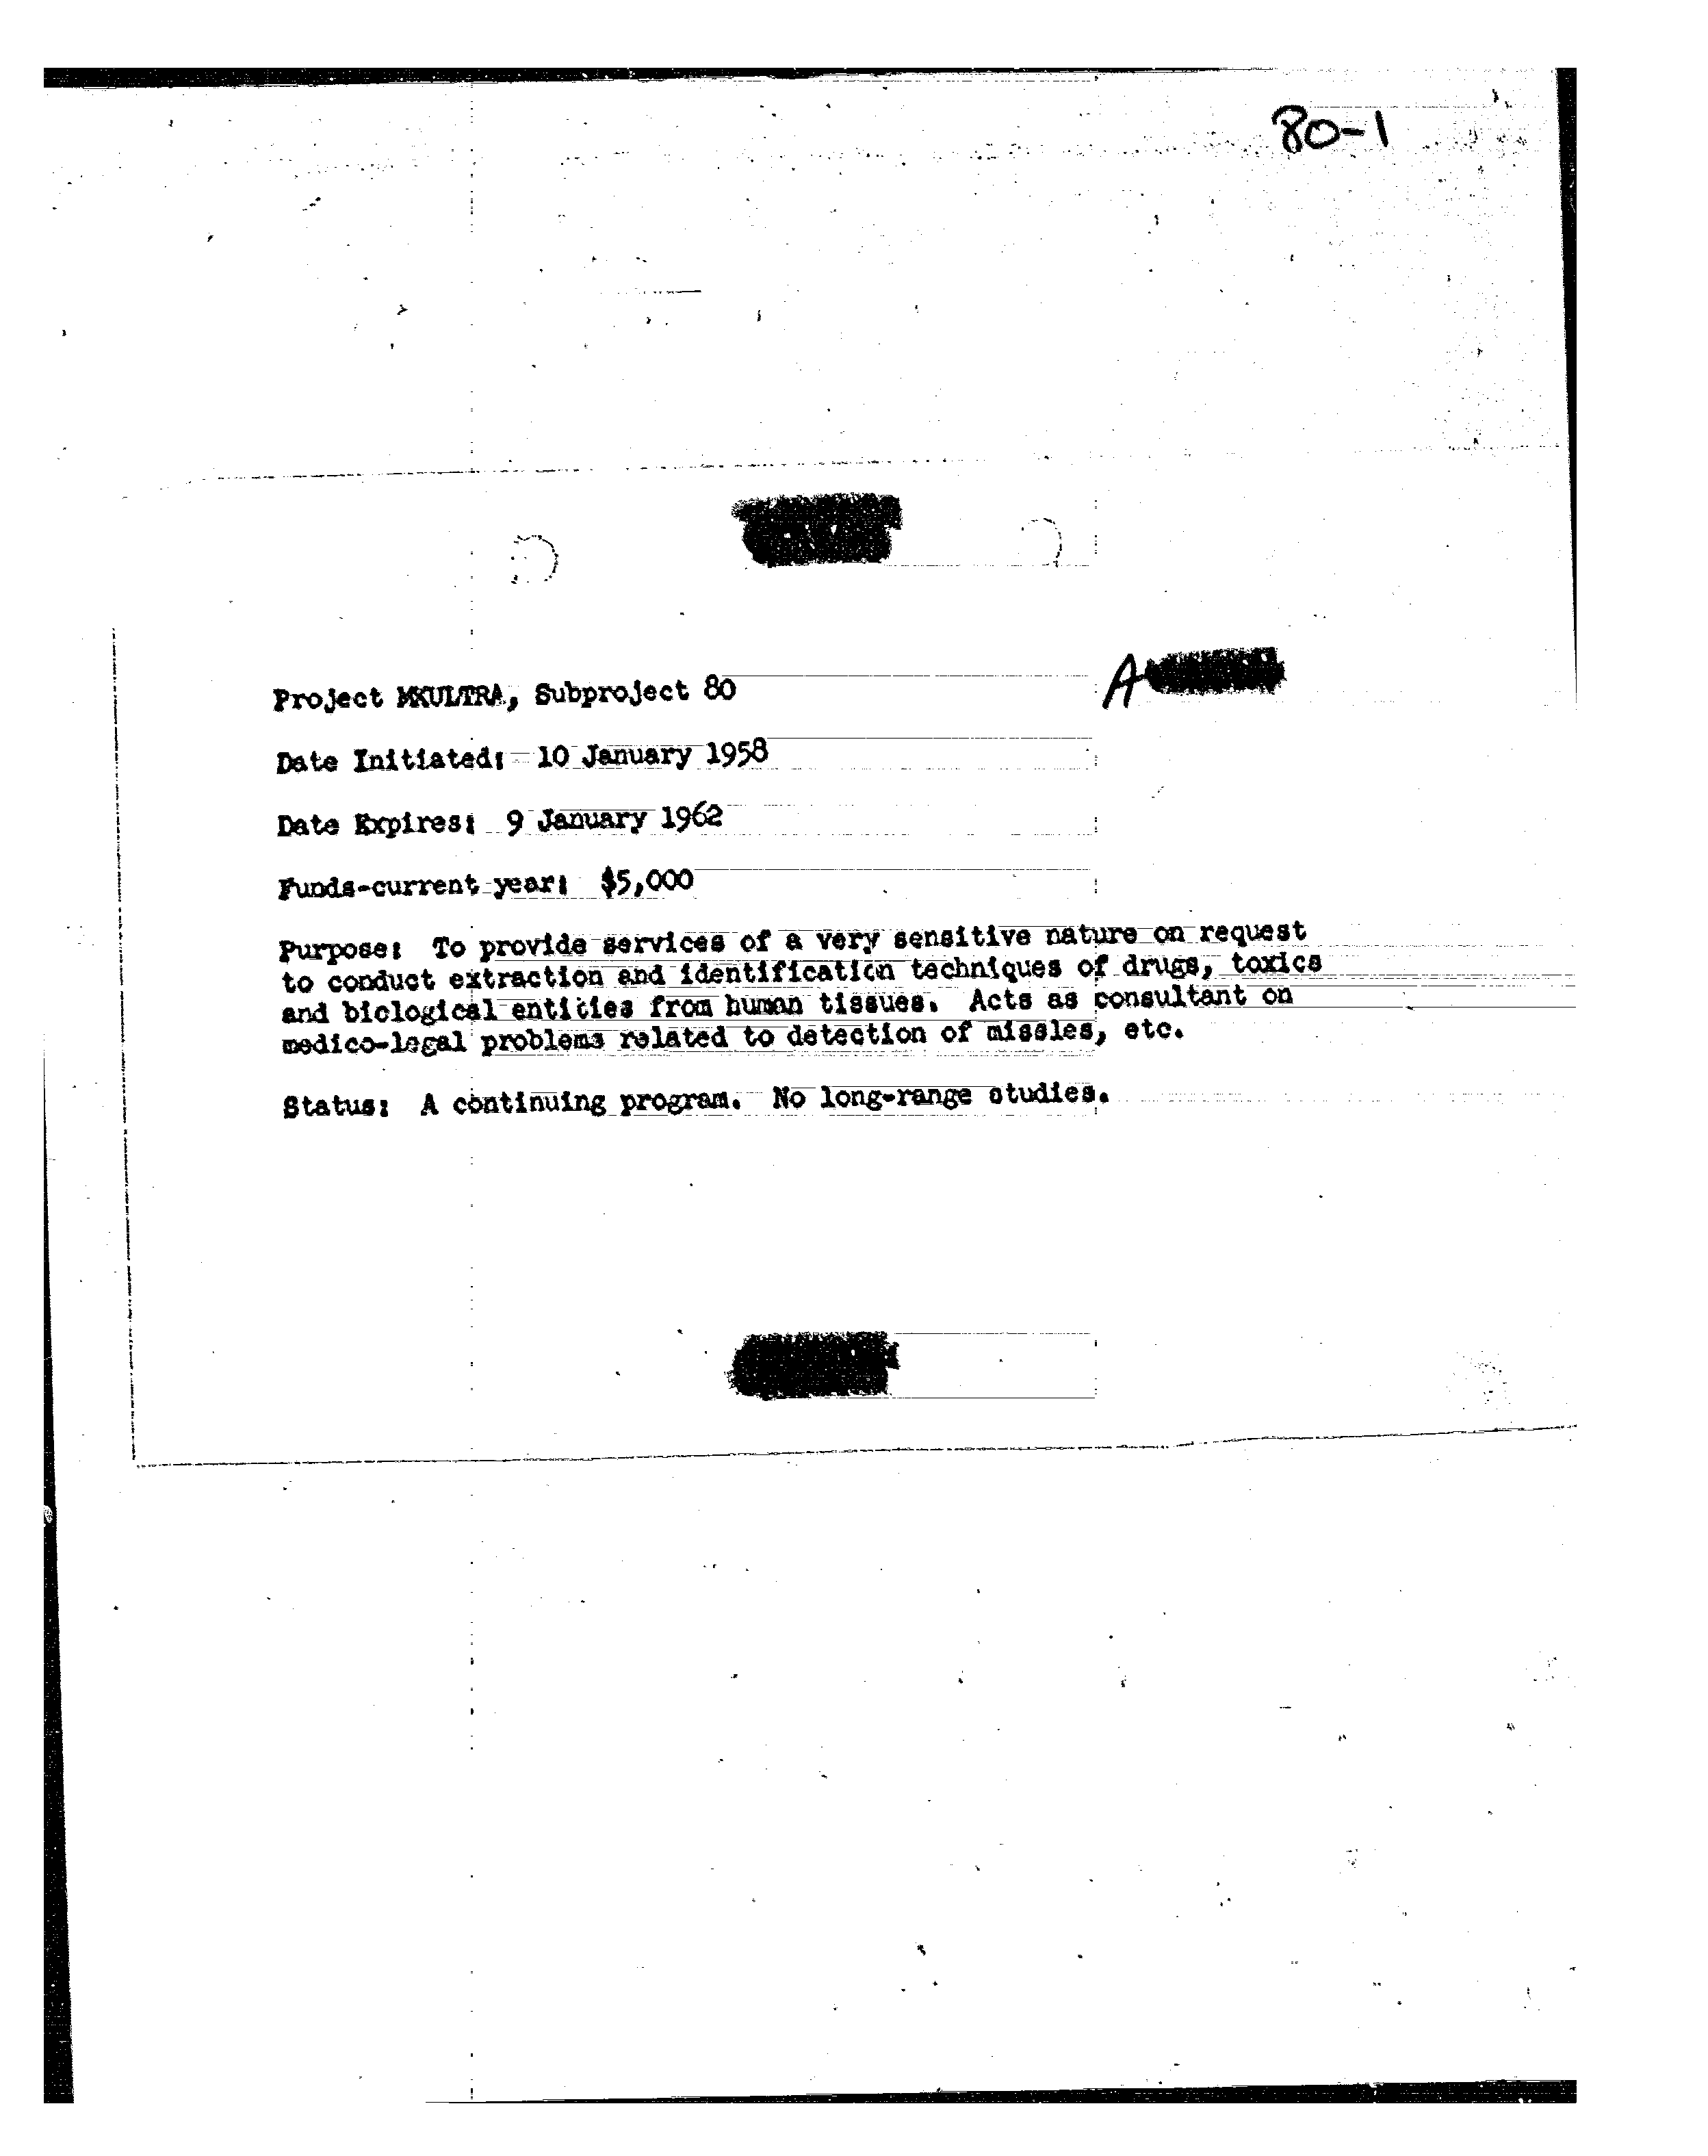 80-1
A
Project MKULTRA, Subproject 80
Date Initiated: 10 January 1958
Date Expires: 9 January 1962
Funds-current year: $5,000
Purpose: To provide services of a very sensitive nature on request
to conduct extraction and identification techniques of drugs, toxics
and biological entities from human tissues. Acts as consultant on
medico-legal problems related to detection of missles, etc.
Status: A continuing program. No long-range studies.